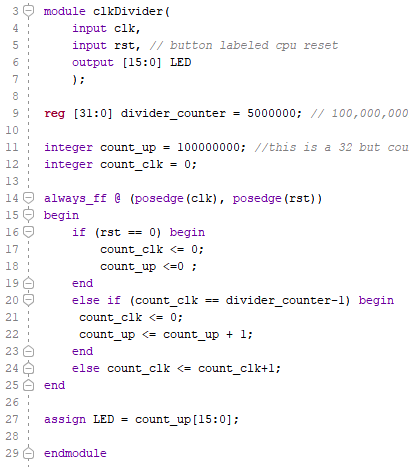 3 module clkDivider(
4 input clk,
5 input rst, // button labeled cpu reset
6 output [15:0] LED
7 );
8
9 reg [31:0] divider_counter = 5000000; // 100,000,000
10
11 integer count_up = 100000000; //this is a 32 but cou
12 integer count_clk = 0;
13
14 always_ff @ (posedge(clk), posedge(rst))
15 begin
16 if (rst == 0) begin
17 count_clk <= 0;
18 count_up <=0 ;
19 end
20 else if (count_clk == divider_counter-1) begin
21 count_clk <= 0;
22 count_up <= count_up + 1;
23 end
24 else count_clk <= count_clk+1;
25 end
26
27 assign LED = count_up[15:0];
28
29 endmodule